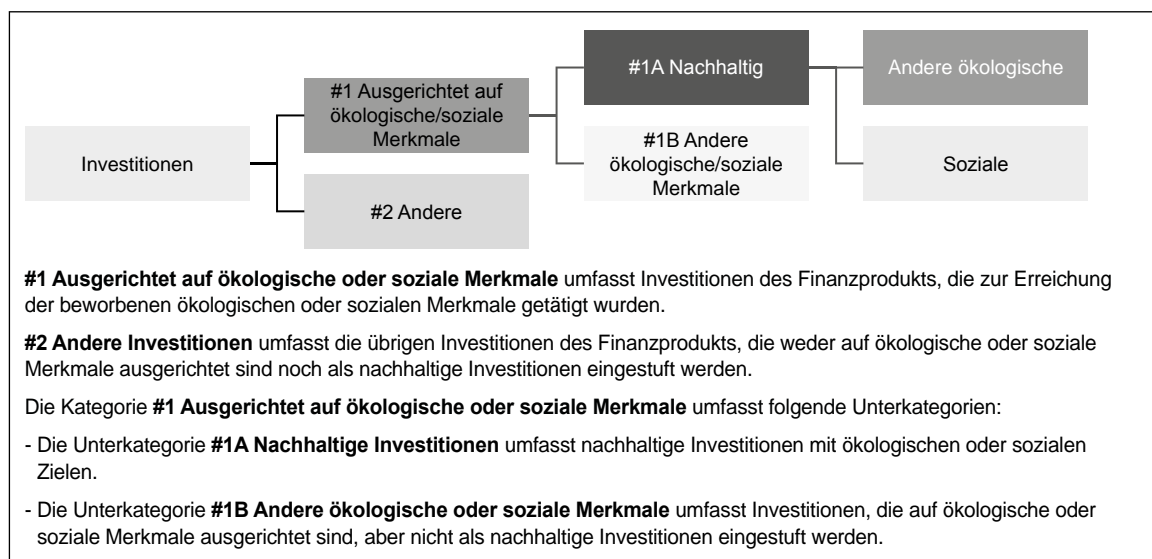 #1A Nachhaltig
Andere ökologische
#1 Ausgerichtet auf
ökologische/soziale
Merkmale
#1B Andere
ökologische/soziale
Merkmale
Investitionen
Soziale
#2 Andere
#1 Ausgerichtet auf ökologische oder soziale Merkmale umfasst Investitionen des Finanzprodukts, die zur Erreichung
der beworbenen ökologischen oder sozialen Merkmale getätigt wurden.
#2 Andere Investitionen umfasst die übrigen Investitionen des Finanzprodukts, die weder auf ökologische oder soziale
Merkmale ausgerichtet sind noch als nachhaltige Investitionen eingestuft werden.
Die Kategorie #1 Ausgerichtet auf ökologische oder soziale Merkmale umfasst folgende Unterkategorien:
- Die Unterkategorie #1A Nachhaltige Investitionen umfasst nachhaltige Investitionen mit ökologischen oder sozialen
Zielen.
- Die Unterkategorie #1B Andere ökologische oder soziale Merkmale umfasst Investitionen, die auf ökologische oder
soziale Merkmale ausgerichtet sind, aber nicht als nachhaltige Investitionen eingestuft werden.